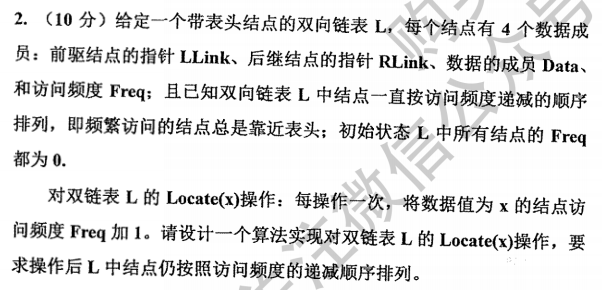 2. （10 分）给定一个带表头结点的双向链表 L，每个结点有 4 个数据成
员：前驱结点的指针 LLink、后继结点的指针 RLink、数据的成员 Data、
和访问频度 Freq；且已知双向链表 L 中结点一直按访问频度递减的顺序
排列，即频繁访问的结点总是靠近表头；初始状态 L 中所有结点的 Freq
都为 0.
对双链表 L 的 Locate(x)操作：每操作一次，将数据值为 x 的结点访
问频度 Freq 加 1。请设计一个算法实现对双链表 L 的 Locate(x)操作，要
求操作后 L 中结点仍按照访问频度的递减顺序排列。
关注微信公众号